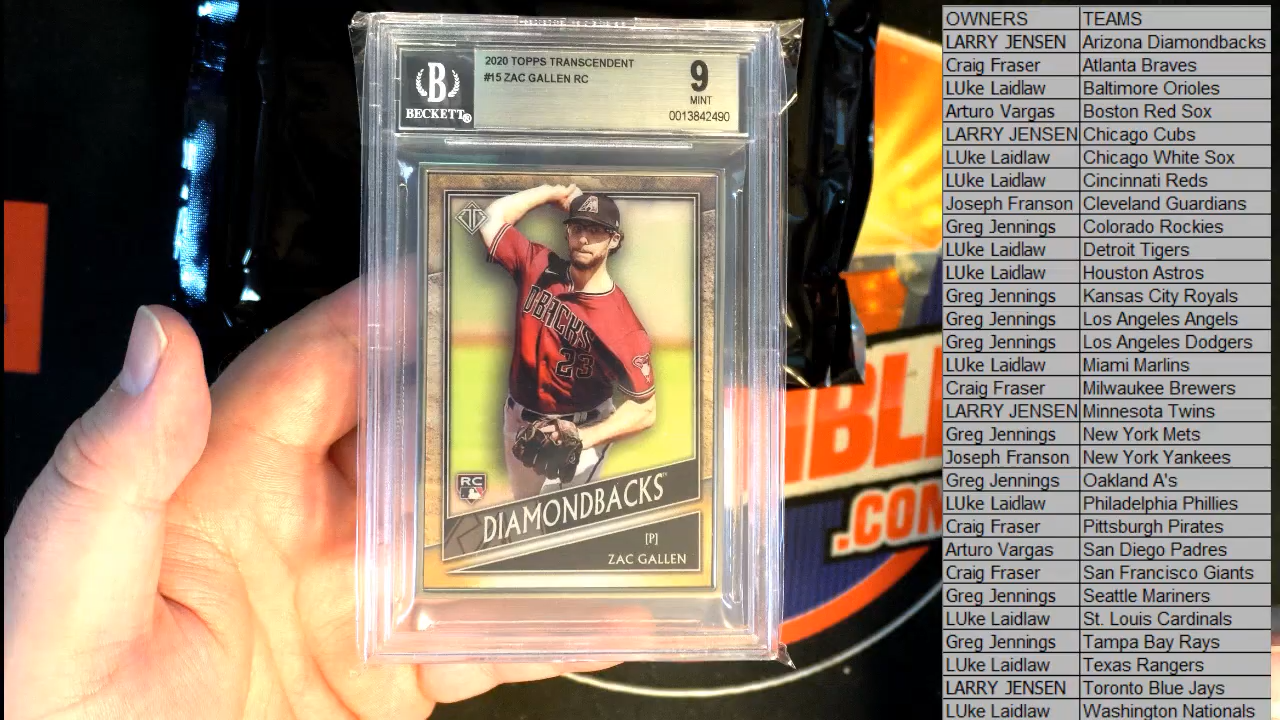 2020 TOPPS TRANSCENDENT
#15 ZAC GALLEN RC
9
MINT
0013842490
B
BECKETT®
A
DBACKS
23
RC
DIAMONDBACKS™
[P]
ZAC GALLEN
IBL
.COM
OWNERS TEAMS
LARRY JENSEN Arizona Diamondbacks
Craig Fraser Atlanta Braves
LUke Laidlaw Baltimore Orioles
Arturo Vargas Boston Red Sox
LARRY JENSEN Chicago Cubs
LUke Laidlaw Chicago White Sox
LUke Laidlaw Cincinnati Reds
Joseph Franson Cleveland Guardians
Greg Jennings Colorado Rockies
LUke Laidlaw Detroit Tigers
LUke Laidlaw Houston Astros
Greg Jennings Kansas City Royals
Greg Jennings Los Angeles Angels
Greg Jennings Los Angeles Dodgers
LUke Laidlaw Miami Marlins
Craig Fraser Milwaukee Brewers
LARRY JENSEN Minnesota Twins
Greg Jennings New York Mets
Joseph Franson New York Yankees
Greg Jennings Oakland A's
LUke Laidlaw Philadelphia Phillies
Craig Fraser Pittsburgh Pirates
Arturo Vargas San Diego Padres
Craig Fraser San Francisco Giants
Greg Jennings Seattle Mariners
LUke Laidlaw St. Louis Cardinals
Greg Jennings Tampa Bay Rays
LUke Laidlaw Texas Rangers
LARRY JENSEN Toronto Blue Jays
LUke Laidlaw Washington Nationals